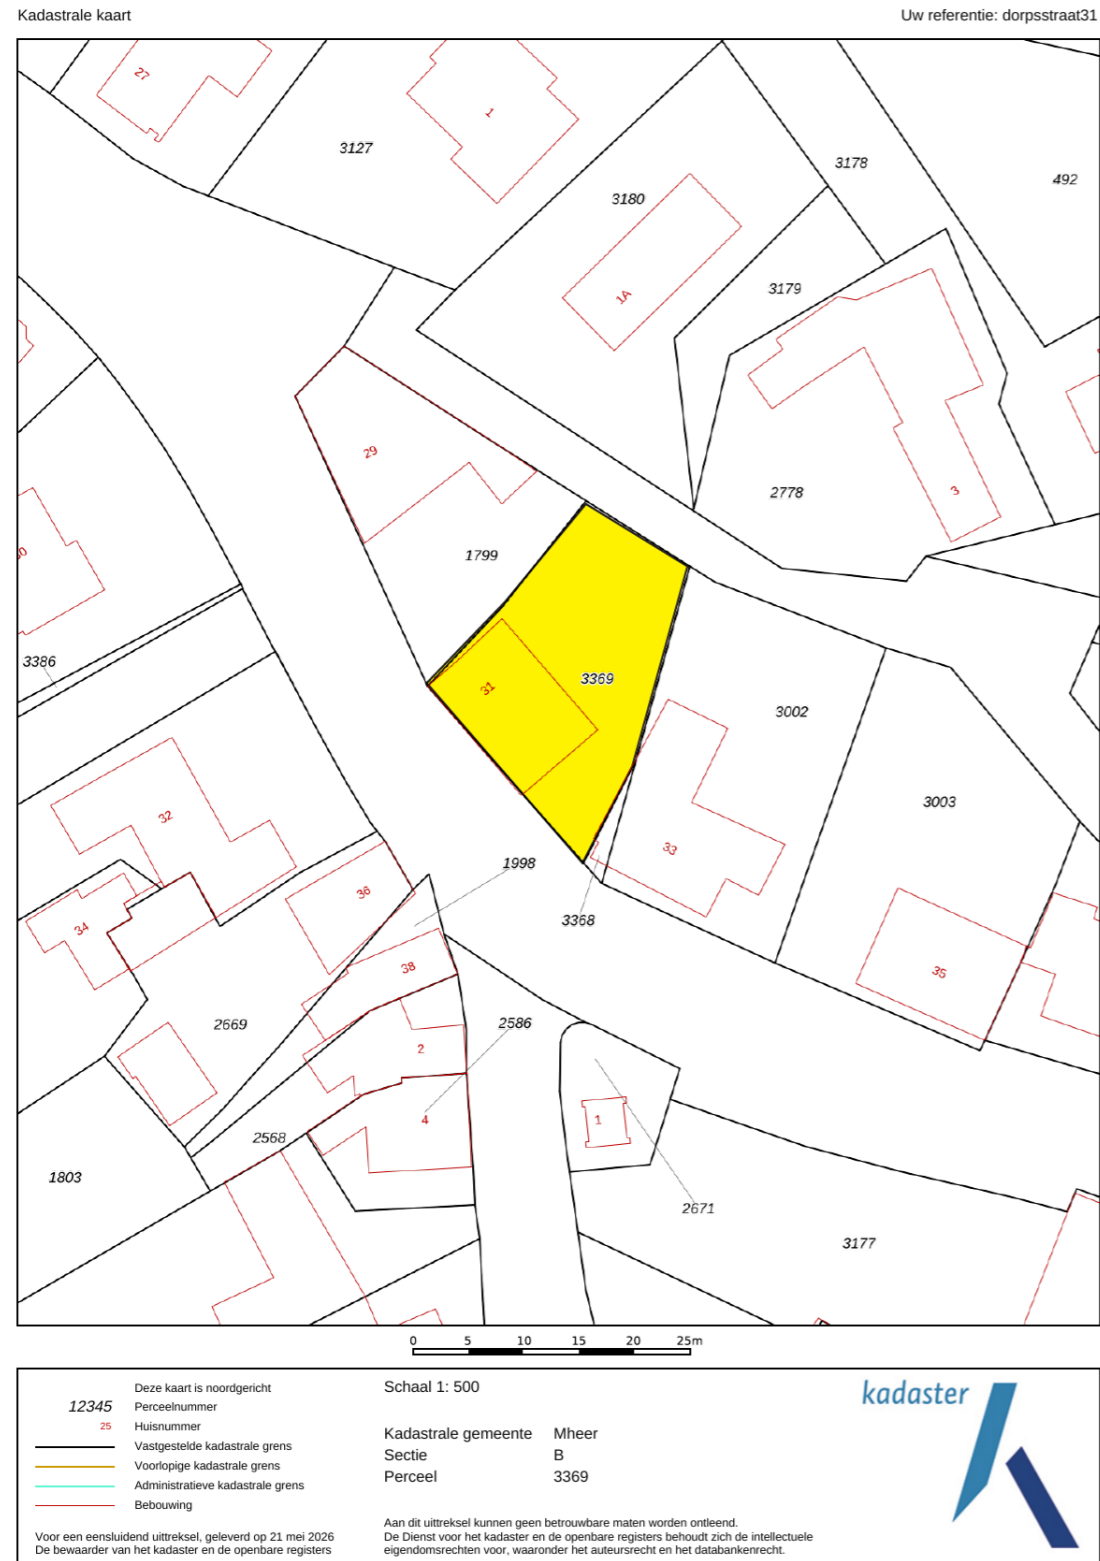 Kadastrale kaart
Uw referentie: dorpsstraat31
27
1
3127
3178
492
3180
1A
3179
29
3
2778
1799
3386
31
3369
3002
3003
32
33
1998
36
34
3368
38
35
2669
2586
2
4
1
2568
1803
2671
3177
0 5 10 15 20 25m
Deze kaart is noordgericht
12345 Perceelnummer
25 Huisnummer
Vastgestelde kadastrale grens
Voorlopige kadastrale grens
Administratieve kadastrale grens
Bebouwing
Voor een eensluidend uittreksel, geleverd op 21 mei 2026
De bewaarder van het kadaster en de openbare registers
Schaal 1: 500
Kadastrale gemeente Mheer
Sectie B
Perceel 3369
Aan dit uittreksel kunnen geen betrouwbare maten worden ontleend.
De Dienst voor het kadaster en de openbare registers behoudt zich de intellectuele
eigendomsrechten voor, waaronder het auteursrecht en het databankenrecht.
kadaster